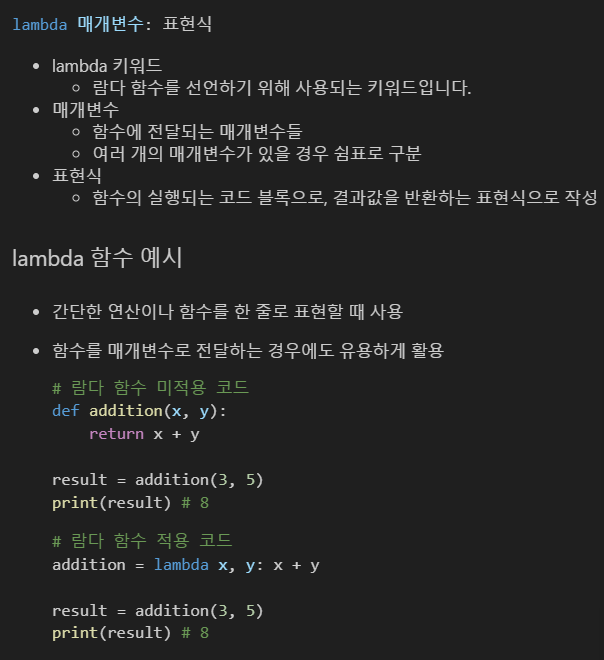 lambda 매개변수: 표현식
• lambda 키워드
◦ 람다 함수를 선언하기 위해 사용되는 키워드입니다.
• 매개변수
◦ 함수에 전달되는 매개변수들
◦ 여러 개의 매개변수가 있을 경우 쉼표로 구분
• 표현식
◦ 함수의 실행되는 코드 블록으로, 결과값을 반환하는 표현식으로 작성
lambda 함수 예시
• 간단한 연산이나 함수를 한 줄로 표현할 때 사용
• 함수를 매개변수로 전달하는 경우에도 유용하게 활용
# 람다 함수 미적용 코드
def addition(x, y):
    return x + y
result = addition(3, 5)
print(result) # 8
# 람다 함수 적용 코드
addition = lambda x, y: x + y
result = addition(3, 5)
print(result) # 8